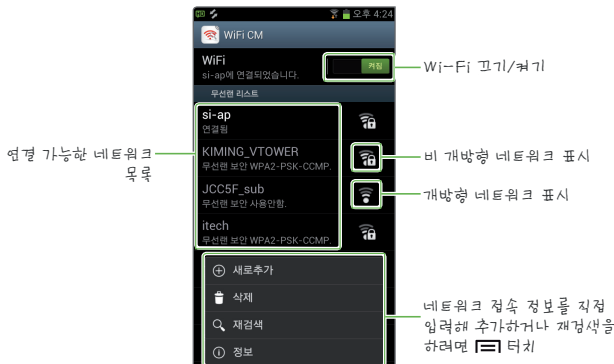 오후 4:24
WiFi CM
WiFi
si-ap에 연결되었습니다.
켜짐
Wi-Fi 끄기/켜기
무선랜 리스트
si-ap
연결됨
연결 가능한 네트워크
목록
KIMING_VTOWER
무선랜 보안 WPA2-PSK-CCMP.
비 개방형 네트워크 표시
JCC5F_sub
무선랜 보안 사용안함.
개방형 네트워크 표시
itech
무선랜 보안 WPA2-PSK-CCMP.
새로추가
삭제
재검색
정보
네트워크 접속 정보를 직접
입력해 추가하거나 재검색을
하려면 터치